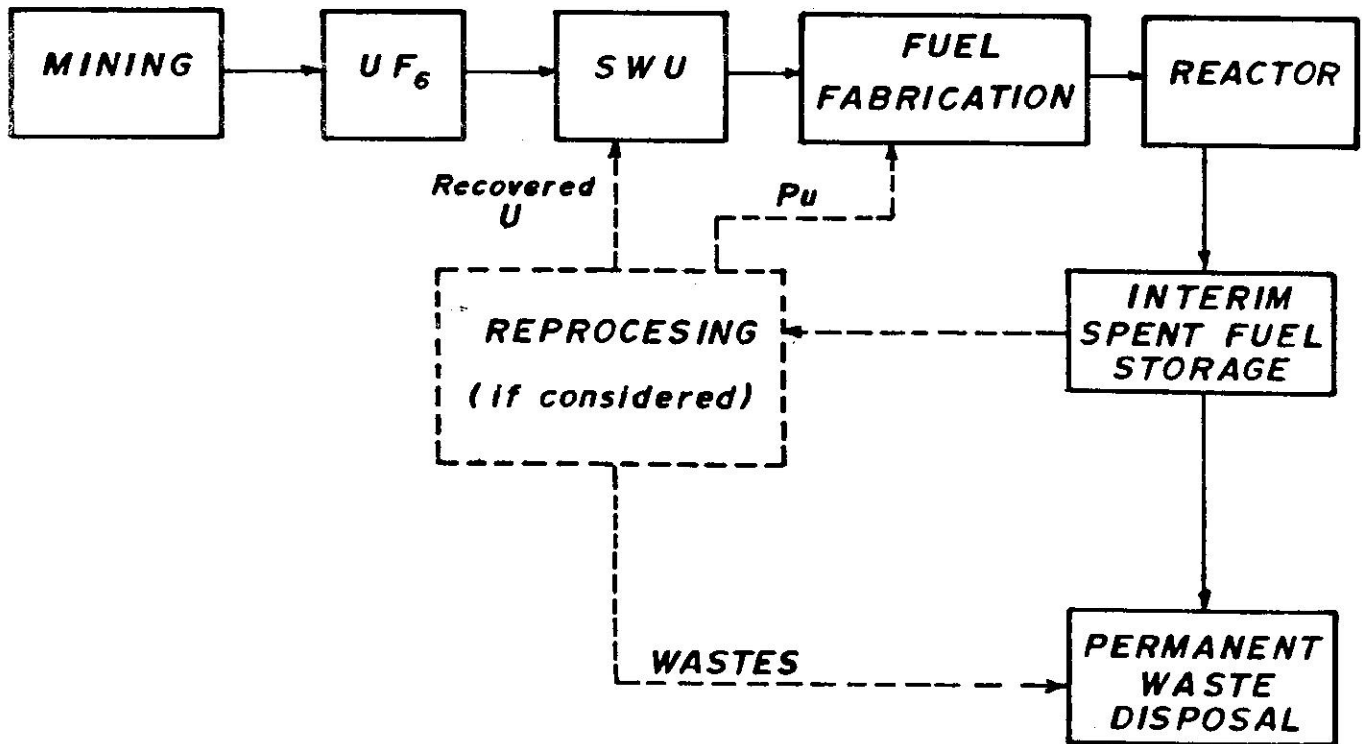 MINING
UF₆
SWU
FUEL
FABRICATION
REACTOR
Recovered
U
Pu
INTERIM
SPENT FUEL
STORAGE
REPROCESING
(if considered)
WASTES
PERMANENT
WASTE
DISPOSAL